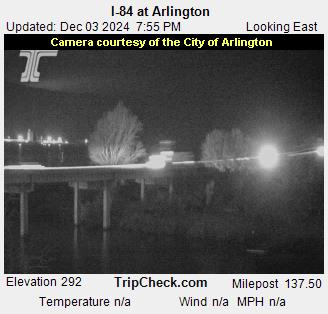 I-84 at Arlington
Updated: Dec 03 2024 7:55 PM Looking East
Camera courtesy of the City of Arlington
Elevation 292 TripCheck.com Milepost 137.50
Temperature n/a Wind n/a MPH n/a